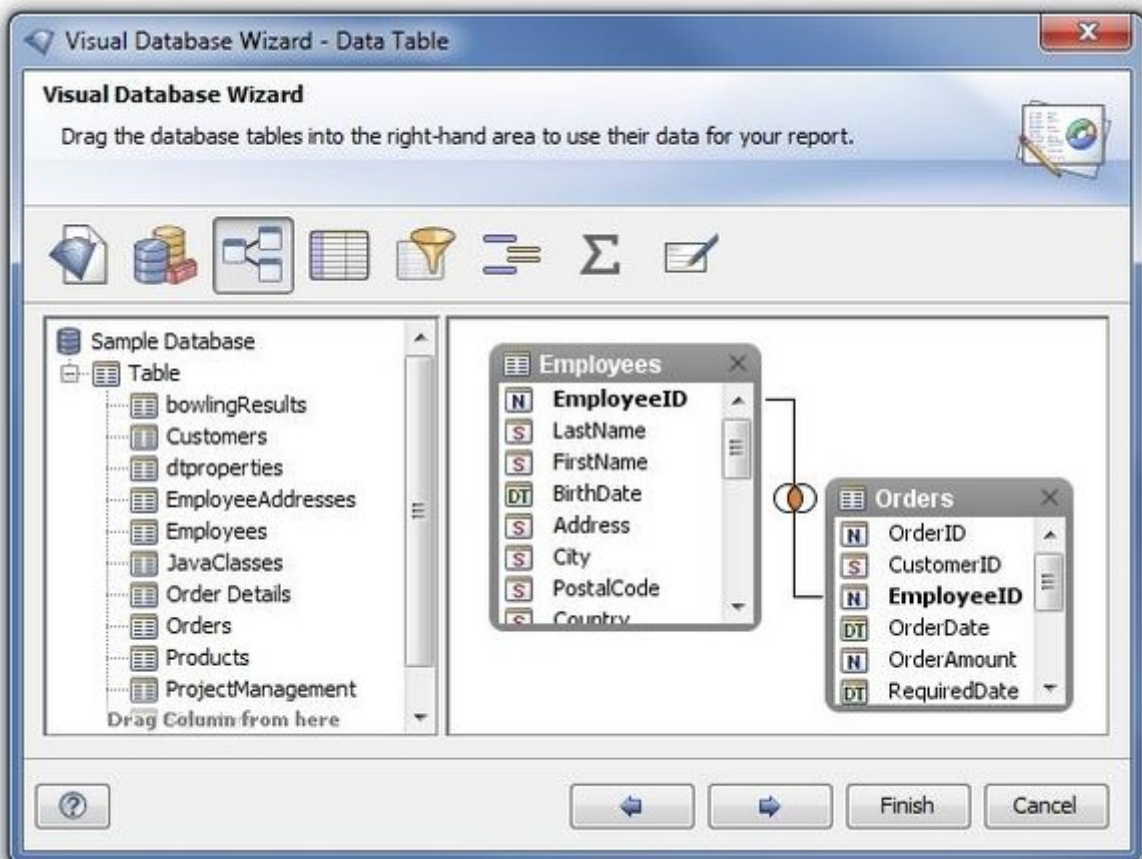 Visual Database Wizard - Data Table
Visual Database Wizard
Drag the database tables into the right-hand area to use their data for your report.
Sample Database
Table
bowlingResults
Customers
dtproperties
EmployeeAddresses
Employees
JavaClasses
Order Details
Orders
Products
ProjectManagement
Drag Column from here
Employees
N EmployeeID
S LastName
S FirstName
DT BirthDate
S Address
S City
S PostalCode
S Country
Orders
N OrderID
S CustomerID
N EmployeeID
DT OrderDate
N OrderAmount
DT RequiredDate
?
Finish
Cancel